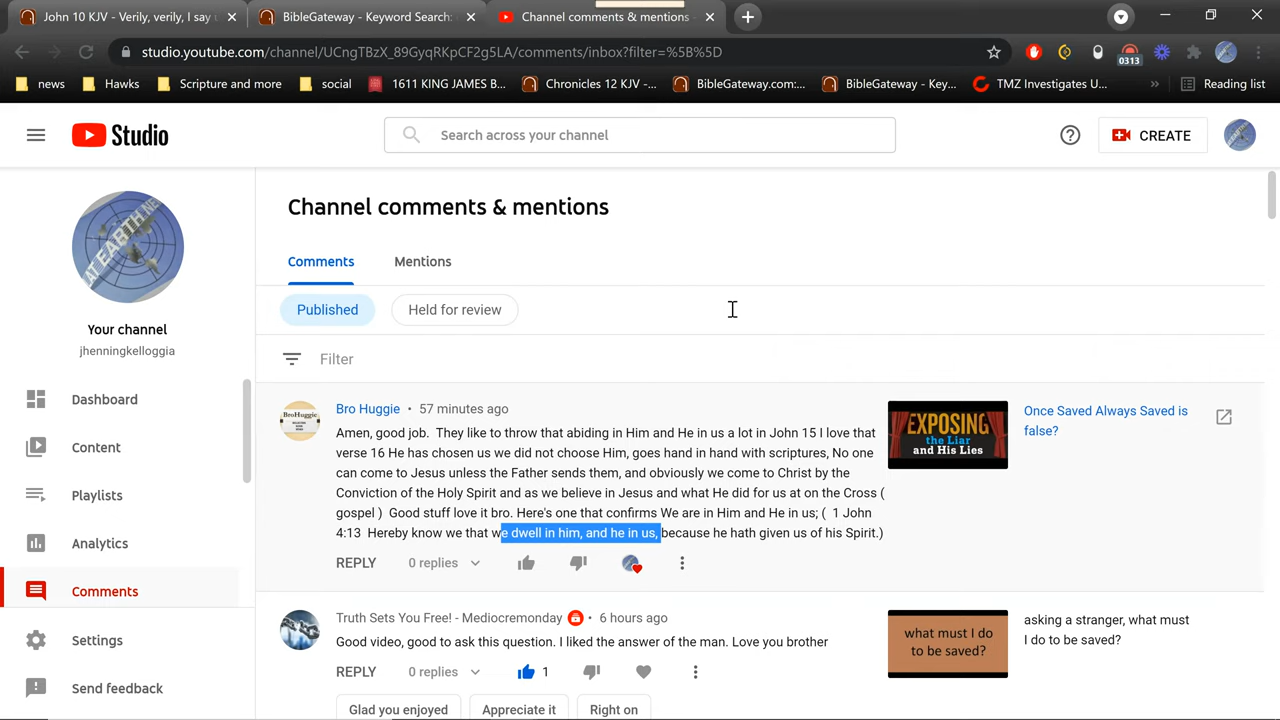 John 10 KJV - Verily, verily, I say
BibleGateway - Keyword Search:
Channel comments & mentions
studio.youtube.com/channel/UCngTBzX_89GyqRKpCF2g5LA/comments/inbox?filter=%5B%5D
0313
news
Hawks
Scripture and more
social
1611 KING JAMES B...
Chronicles 12 KJV -...
BibleGateway.com:...
BibleGateway - Key...
TMZ Investigates U...
Reading list
Studio
Search across your channel
CREATE
AT EARTH.NE
Your channel
jhenningkelloggia
Dashboard
Content
Playlists
Analytics
Comments
Settings
Send feedback
Channel comments & mentions
Comments
Mentions
Published
Held for review
Filter
BroHuggie
Bro Huggie • 57 minutes ago
Amen, good job.  They like to throw that abiding in Him and He in us a lot in John 15 I love that
verse 16 He has chosen us we did not choose Him, goes hand in hand with scriptures, No one
can come to Jesus unless the Father sends them, and obviously we come to Christ by the
Conviction of the Holy Spirit and as we believe in Jesus and what He did for us at on the Cross (
gospel )  Good stuff love it bro. Here's one that confirms We are in Him and He in us; (  1 John
4:13  Hereby know we that we dwell in him, and he in us, because he hath given us of his Spirit.)
REPLY
0 replies
EXPOSING
the Liar
and His Lies
Once Saved Always Saved is
false?
Truth Sets You Free! - Mediocremonday • 6 hours ago
Good video, good to ask this question. I liked the answer of the man. Love you brother
REPLY
0 replies
1
Glad you enjoyed
Appreciate it
Right on
what must I do
to be saved?
asking a stranger, what must
I do to be saved?